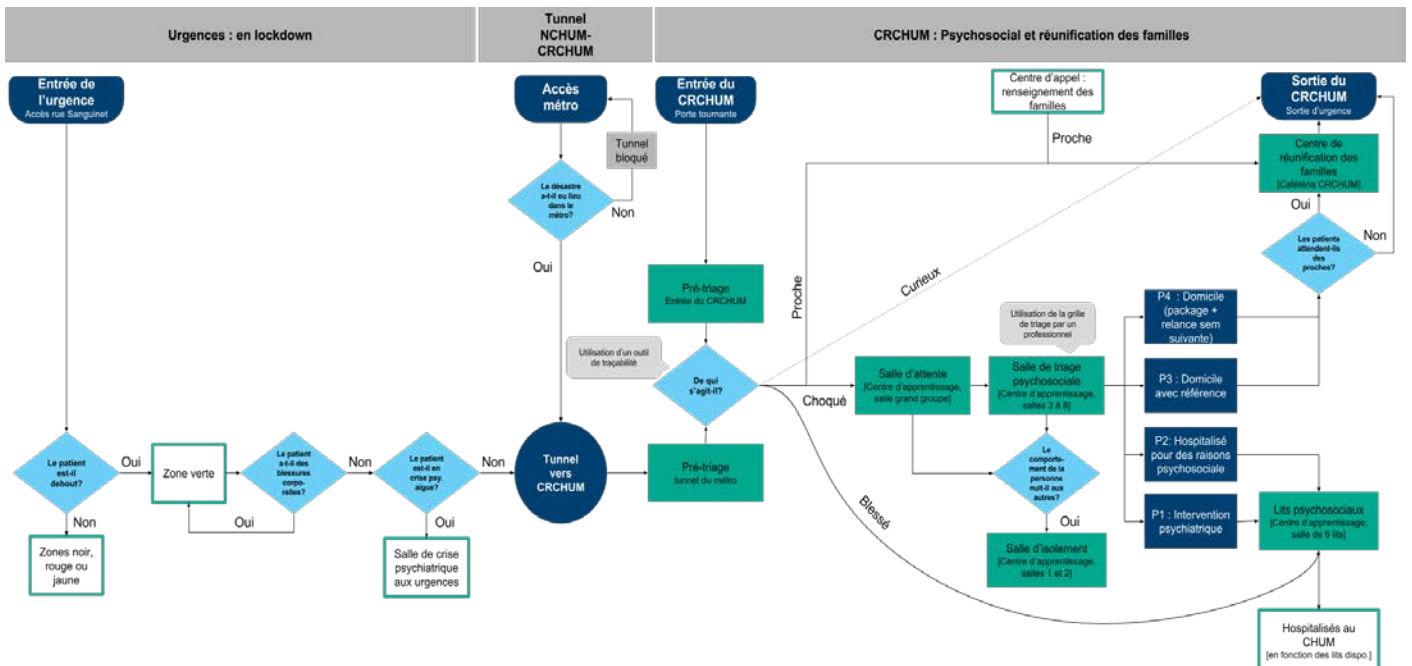 Urgences : en lockdown
Tunnel
NCHUM-
CRCHUM
CRCHUM : Psychosocial et réunification des familles
Entrée de
l'urgence
Accès rue Sanguinet
Accès
métro
Entrée du
CRCHUM
Porte tournante
Centre d'appel :
renseignement des
familles
Sortie du
CRCHUM
Sortie d'urgence
Tunnel
bloqué
Proche
Centre de
réunification des
familles
[Cafétéria CRCHUM]
Le désastre
a-t-il eu lieu
dans le
métro?
Non
Oui
Oui
Les patients
attendent-ils
des
proches?
Non
Pré-triage
Entrée du CRCHUM
Proche
Curieux
Utilisation de la grille
de triage par un
professionnel
P4 : Domicile
(package +
relance sem
suivante)
Utilisation d'un outil
de traçabilité
De qui
s'agit-il?
Choqué
Salle d'attente
[Centre d'apprentissage,
salle grand groupe]
Salle de triage
psychosociale
[Centre d'apprentissage,
salles 3 à 8]
P3 : Domicile
avec référence
Le patient
est-il
debout?
Oui
Zone verte
Le patient
a-t-il des
blessures
corpo-
relles?
Non
Le patient
est-il en
crise psy.
aigue?
Non
Tunnel
vers
CRCHUM
Pré-triage
tunnel du métro
Le
comporte-
ment de la
personne
nuit-il aux
autres?
P2: Hospitalisé
pour des raisons
psychosociale
Oui
Non
Oui
Blessé
Oui
P1 : Intervention
psychiatrique
Lits psychosociaux
[Centre d'apprentissage,
salle de 6 lits]
Zones noir,
rouge ou
jaune
Salle de crise
psychiatrique
aux urgences
Salle d'isolement
[Centre d'apprentissage,
salles 1 et 2]
Hospitalisés au
CHUM
[en fonction des lits dispo.]